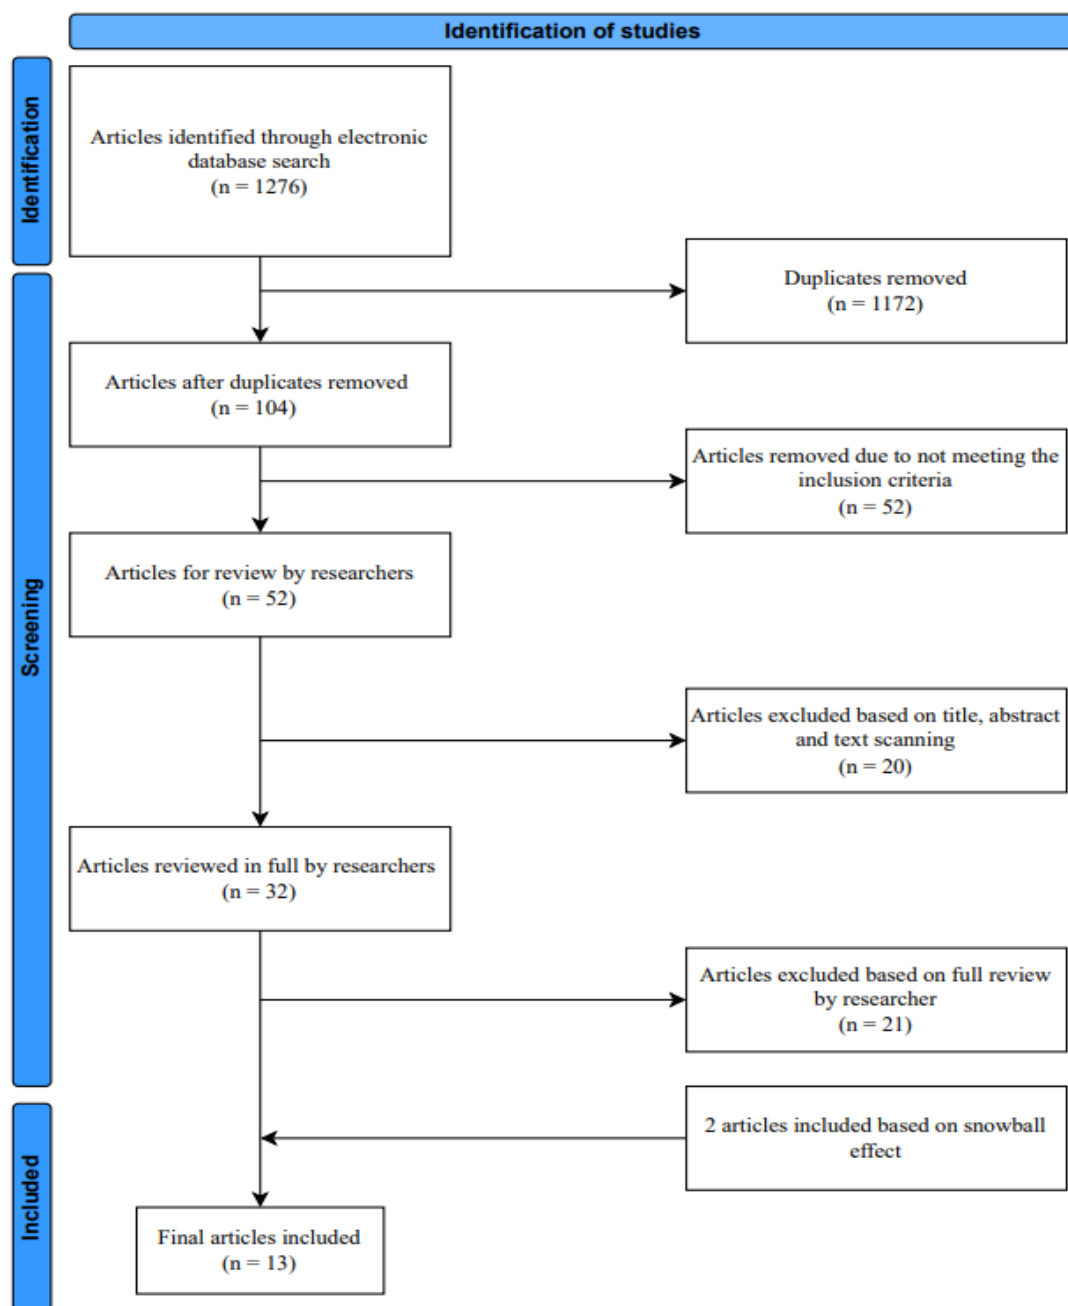 Identification of studies
Identification
Articles identified through electronic
database search
(n = 1276)
Duplicates removed
(n = 1172)
Screening
Articles after duplicates removed
(n = 104)
Articles removed due to not meeting the
inclusion criteria
(n = 52)
Articles for review by researchers
(n = 52)
Articles excluded based on title, abstract
and text scanning
(n = 20)
Articles reviewed in full by researchers
(n = 32)
Articles excluded based on full review
by researcher
(n = 21)
Included
2 articles included based on snowball
effect
Final articles included
(n = 13)